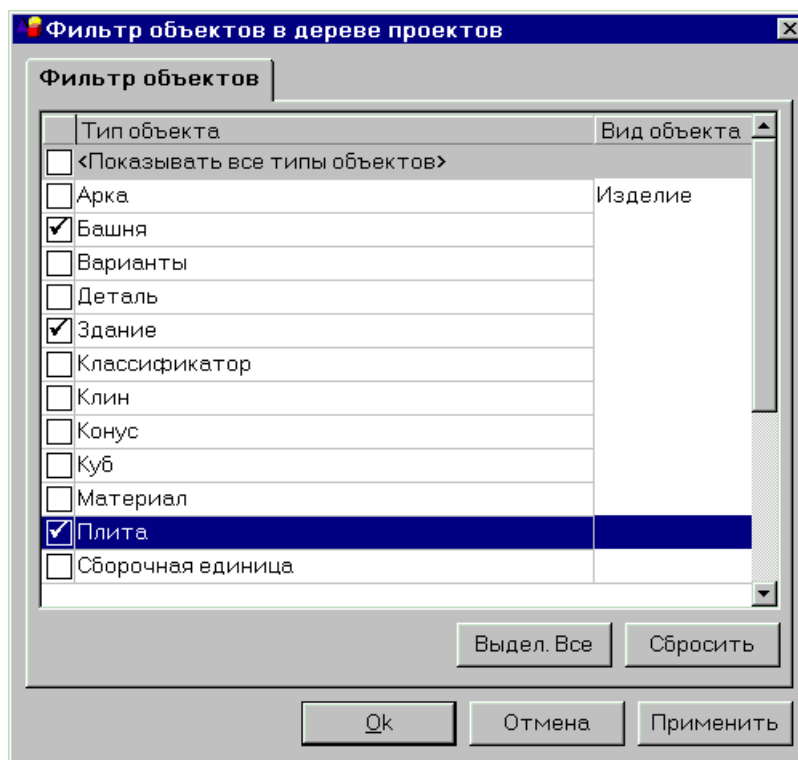 Фильтр объектов в дереве проектов
Фильтр объектов
Тип объекта Вид объекта
<Показывать все типы объектов>
Арка Изделие
Башня
Варианты
Деталь
Здание
Классификатор
Клин
Конус
Куб
Материал
Плита
Сборочная единица
Выдел. Все Сбросить
Ok Отмена Применить